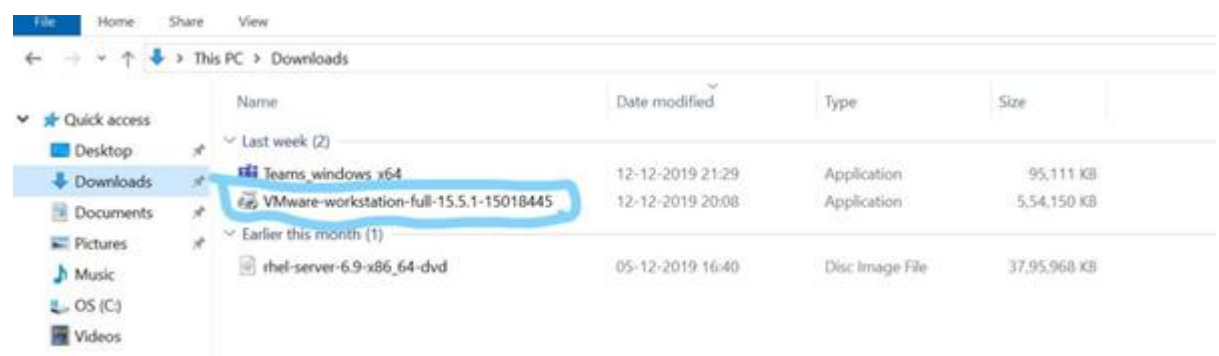 File Home Share View
This PC > Downloads
Name Date modified Type Size
Quick access
Last week (2)
Desktop
Teams_windows_x64 12-12-2019 21:29 Application 95,111 KB
Downloads
VMware-workstation-full-15.5.1-15018445 12-12-2019 20:08 Application 5,54,150 KB
Documents
Earlier this month (1)
Pictures
rhel-server-6.9-x86_64-dvd 05-12-2019 16:40 Disc Image File 37,95,968 KB
Music
OS (C:)
Videos